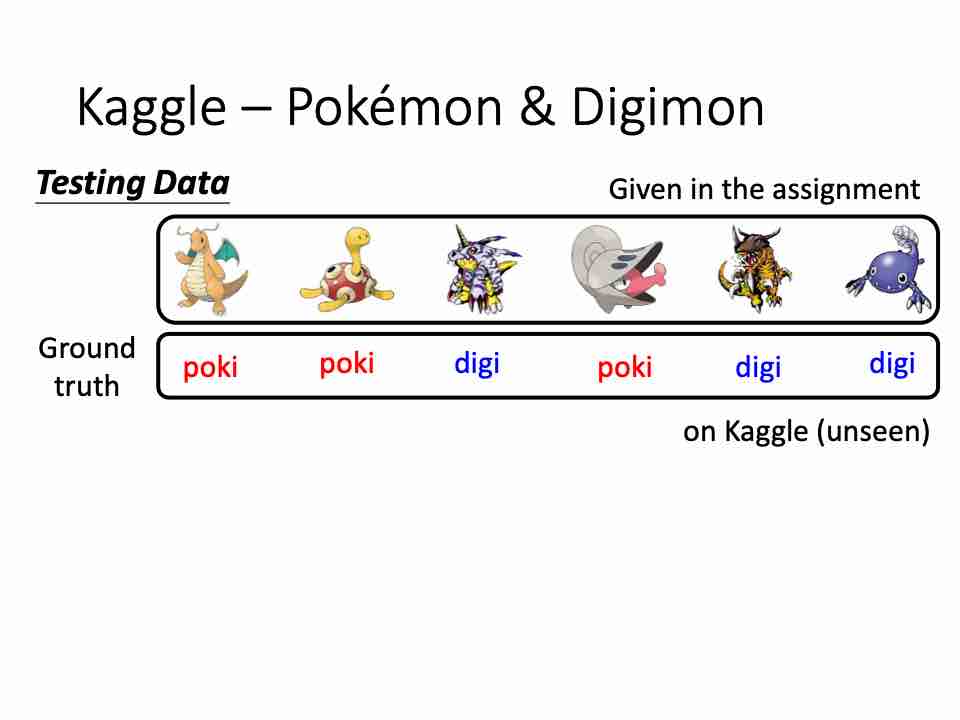 Kaggle – Pokémon & Digimon
Testing Data
Given in the assignment
Ground
truth
poki poki digi poki digi digi
on Kaggle (unseen)